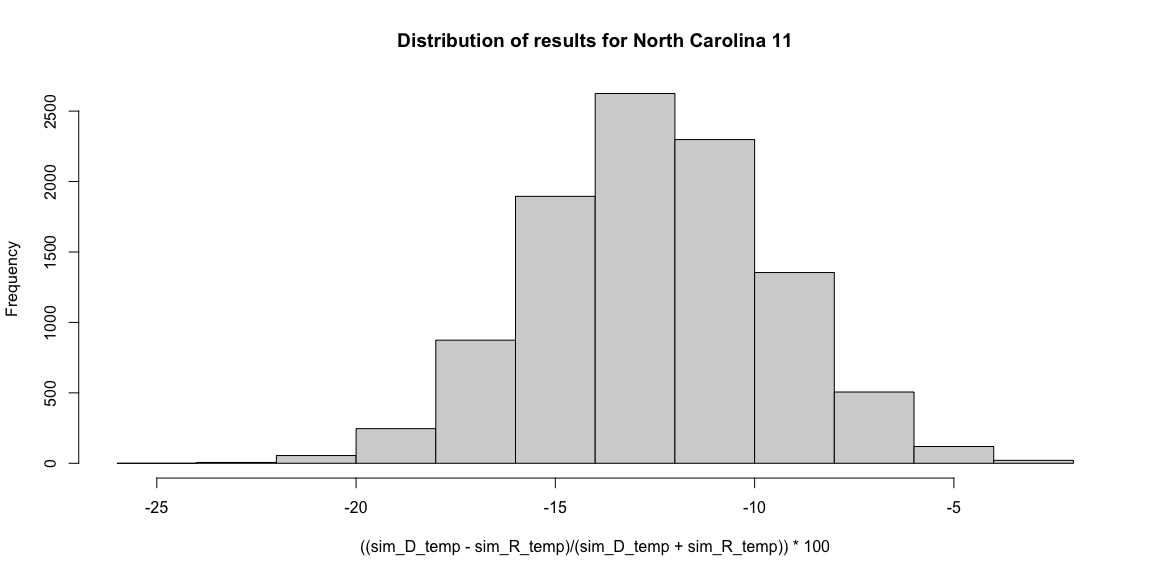 Distribution of results for North Carolina 11
Frequency
2500
2000
1500
1000
500
0
-25 -20 -15 -10 -5
((sim_D_temp - sim_R_temp)/(sim_D_temp + sim_R_temp)) * 100